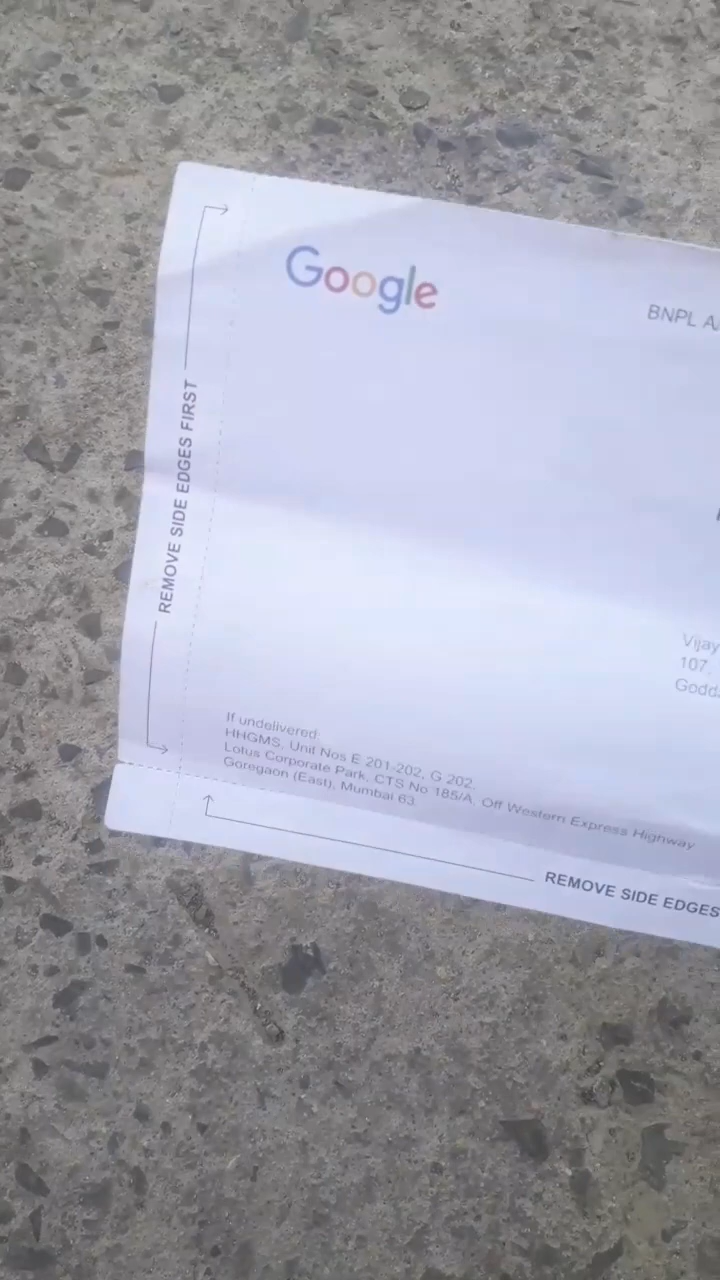 Google
BNPL
REMOVE SIDE EDGES FIRST
Vijay
107,
If undelivered:
HHGMS, Unit Nos E 201-202, G 202,
Lotus Corporate Park, CTS No 185/A, Off Western Express Highway
Goregaon (East), Mumbai 63.
REMOVE SIDE EDGES